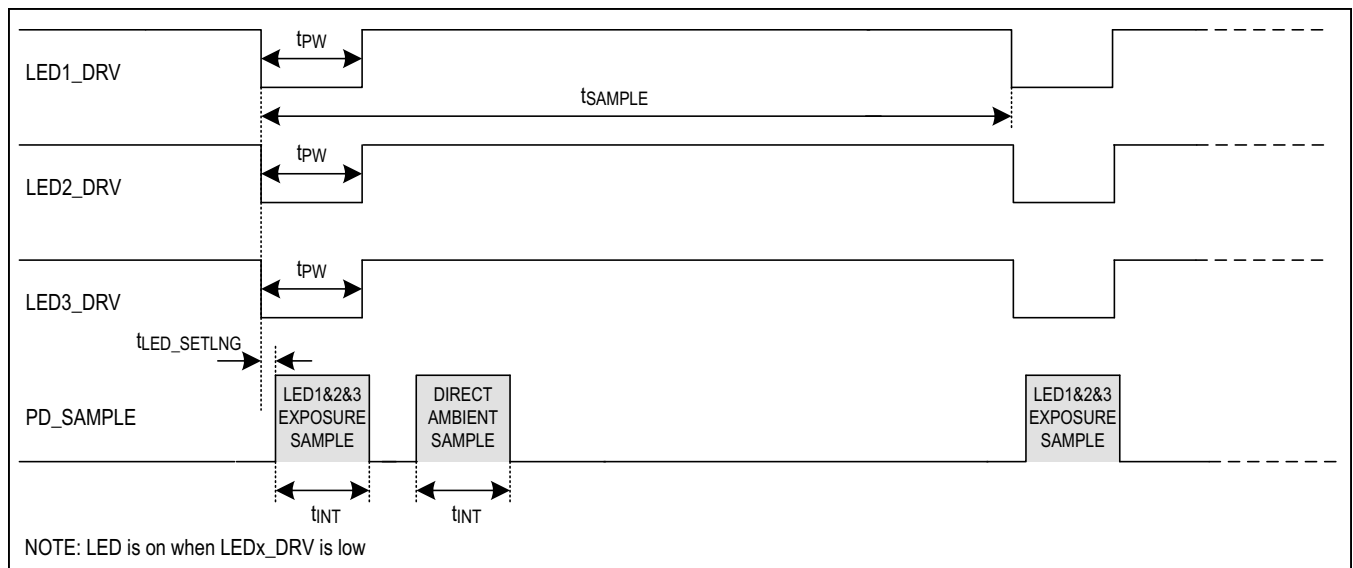 tPW
LED1_DRV
tSAMPLE
tPW
LED2_DRV
tPW
LED3_DRV
tLED_SETLNG
LED1&2&3
EXPOSURE
SAMPLE
DIRECT
AMBIENT
SAMPLE
LED1&2&3
EXPOSURE
SAMPLE
PD_SAMPLE
tINT
tINT
NOTE: LED is on when LEDx_DRV is low